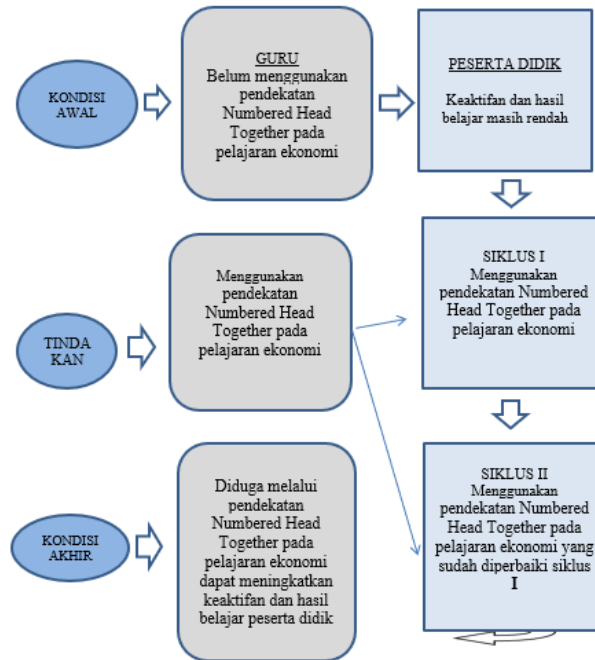 KONDISI
AWAL
GURU
Belum menggunakan
pendekatan
Numbered Head
Together pada
pelajaran ekonomi
PESERTA DIDIK
Keaktifan dan hasil
belajar masih rendah
TINDA
KAN
Menggunakan
pendekatan
Numbered Head
Together pada
pelajaran ekonomi
SIKLUS I
Menggunakan
pendekatan Numbered
Head Together pada
pelajaran ekonomi
KONDISI
AKHIR
Diduga melalui
pendekatan
Numbered Head
Together pada
pelajaran ekonomi
dapat meningkatkan
keaktifan dan hasil
belajar peserta didik
SIKLUS II
Menggunakan
pendekatan Numbered
Head Together pada
pelajaran ekonomi yang
sudah diperbaiki siklus
I